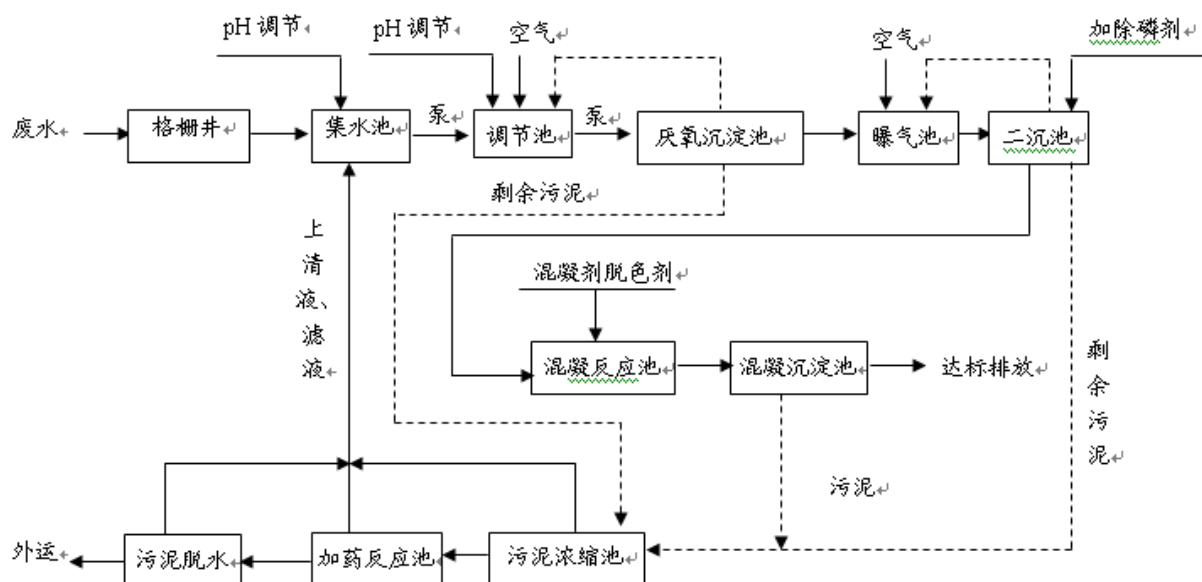 pH 调节
pH 调节
空气
空气
加除磷剂
废水
格栅井
集水池
泵
调节池
泵
厌氧沉淀池
曝气池
二沉池
剩余污泥
上清液、滤液
混凝剂脱色剂
混凝反应池
混凝沉淀池
达标排放
剩余污泥
污泥
外运
污泥脱水
加药反应池
污泥浓缩池